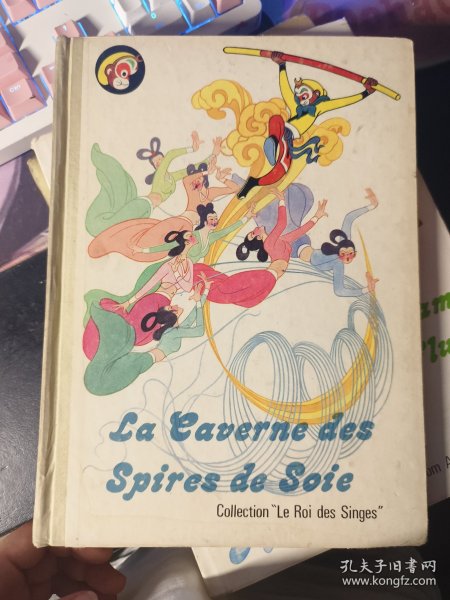 La Caverne des
Spires de Soie
Collection "Le Roi des Singes"
孔夫子旧书网
www.kongfz.com